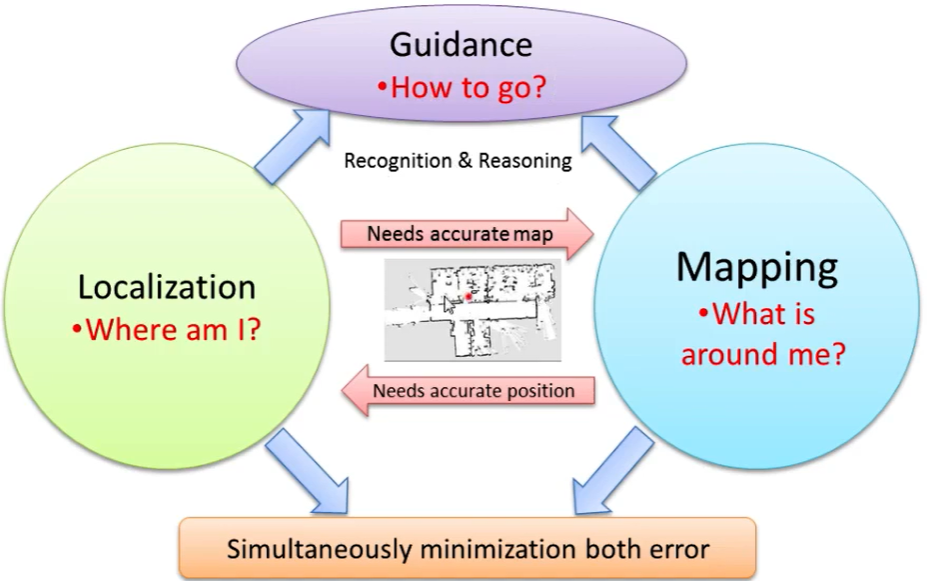 Guidance
•How to go?
Recognition & Reasoning
Needs accurate map
Localization
•Where am I?
Mapping
•What is
around me?
Needs accurate position
Simultaneously minimization both error